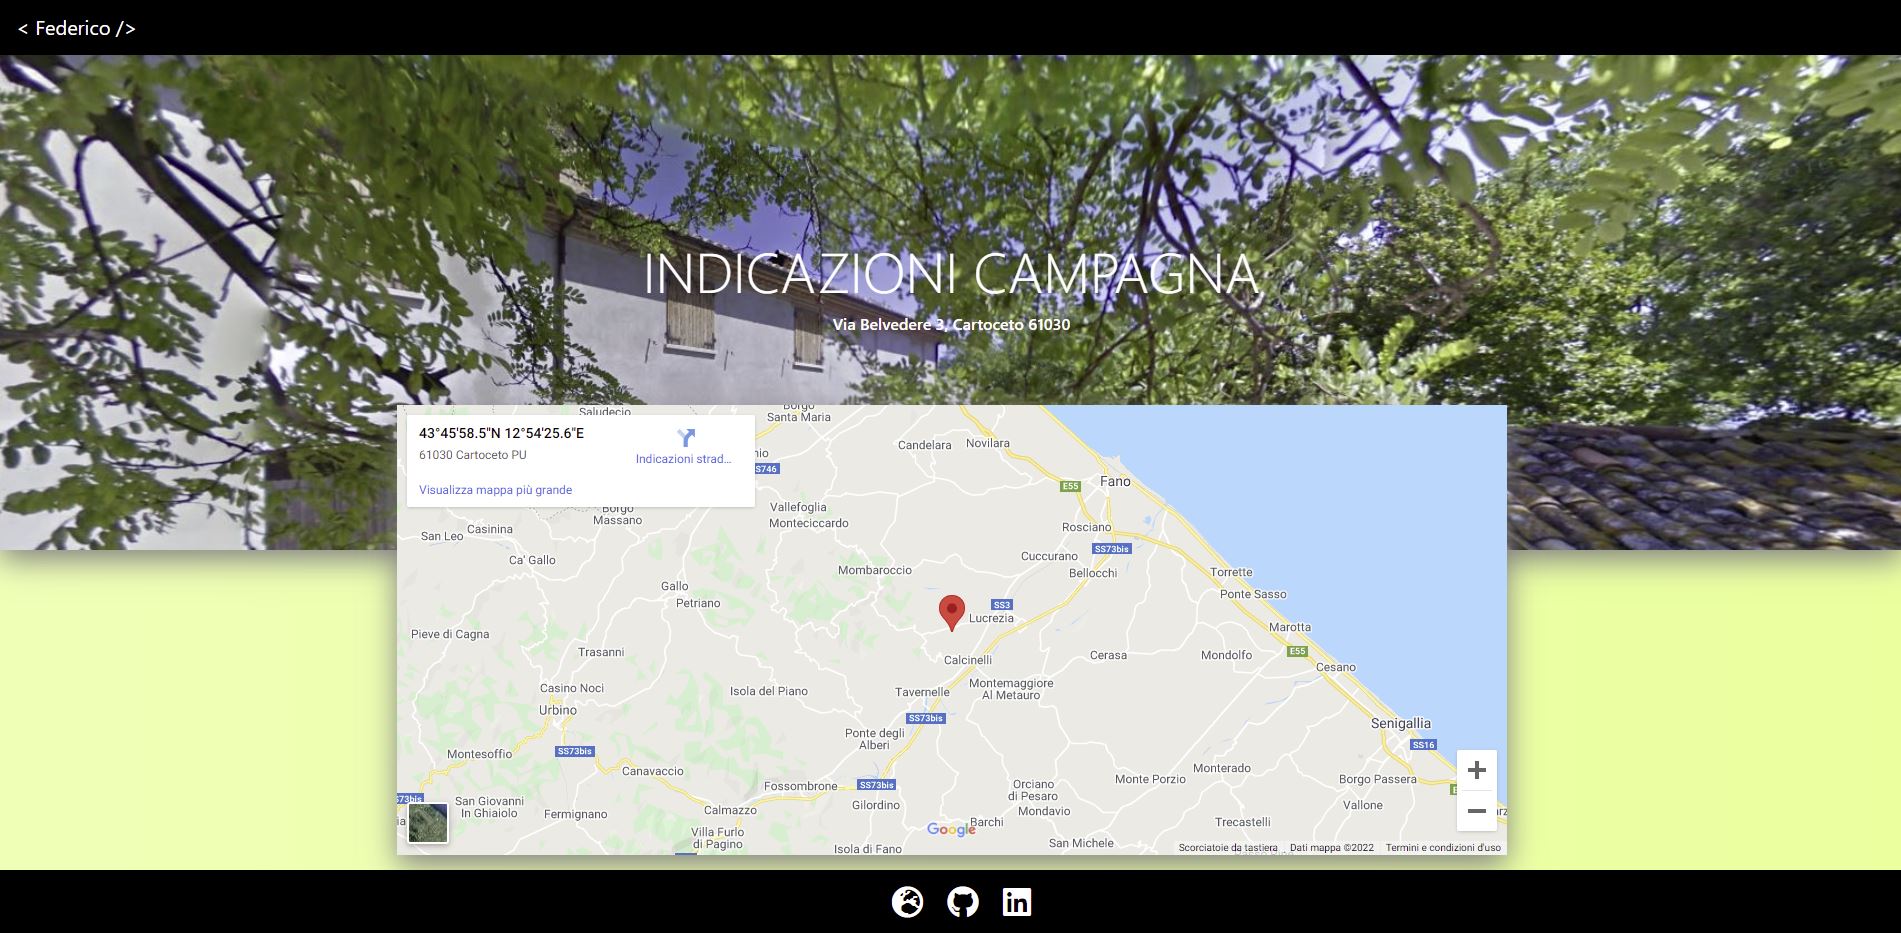 < Federico />
INDICAZIONI CAMPAGNA
Via Belvedere 3, Cartoceto 61030
43°45'58.5"N 12°54'25.6"E
61030 Cartoceto PU
Indicazioni strad...
Visualizza mappa più grande
Saludecio
Borgo
Santa Maria
Candelara
Novilara
SS746
Fano
E55
Borgo
Massano
Vallefoglia
Monteciccardo
Casinina
San Leo
Rosciano
SS73bis
Ca' Gallo
Cuccurano
Bellocchi
Mombaroccio
Torrette
Gallo
Petriano
Ponte Sasso
SS3
Lucrezia
Marotta
Pieve di Cagna
Trasanni
Calcinelli
Cerasa
Mondolfo
E55
Cesano
Casino Noci
Isola del Piano
Tavernelle
Montemaggiore
Al Metauro
Urbino
SS73bis
Senigallia
Ponte degli
Alberi
SS16
Montesoffio
SS73bis
Canavaccio
Monterado
Monte Porzio
Borgo Passera
Fossombrone
SS73bis
Orciano
di Pesaro
San Giovanni
In Ghiaiolo
Gilordino
Vallone
Fermignano
Calmazzo
Mondavio
Barchi
Trecastelli
Google
Villa Furlo
di Pagino
Isola di Fano
San Michele
Scorciatoie da tastiera
Dati mappa ©2022
Termini e condizioni d'uso
in